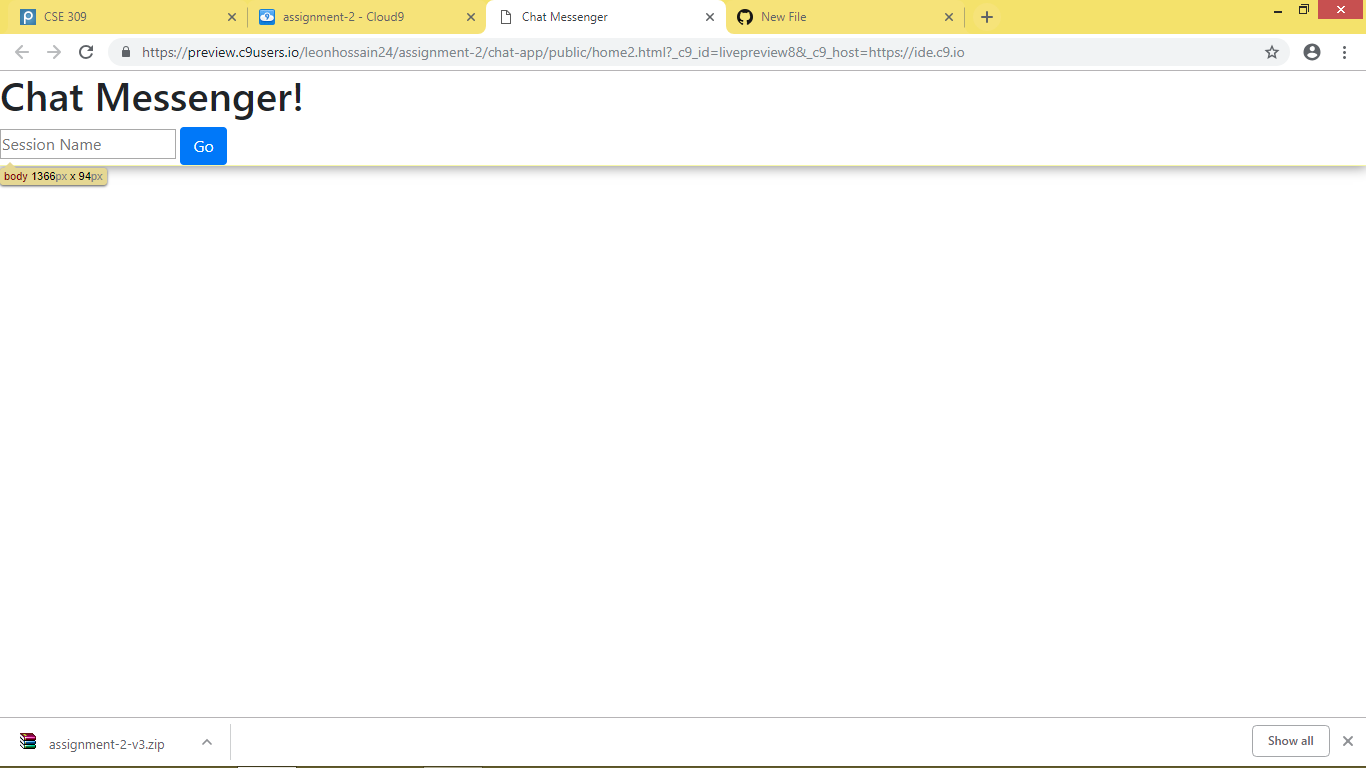 CSE 309
assignment-2 - Cloud9
Chat Messenger
New File
https://preview.c9users.io/leonhossain24/assignment-2/chat-app/public/home2.html?_c9_id=livepreview8&_c9_host=https://ide.c9.io
Chat Messenger!
Session Name
Go
body 1366px x 94px
assignment-2-v3.zip
Show all